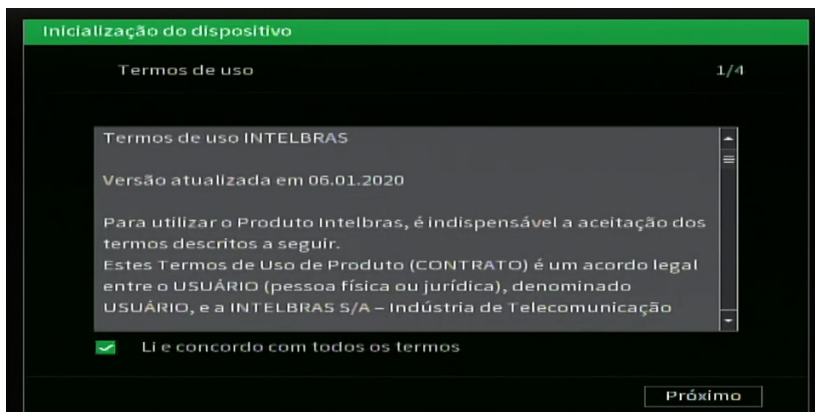 Inicialização do dispositivo
Termos de uso
1/4
Termos de uso INTELBRAS
Versão atualizada em 06.01.2020
Para utilizar o Produto Intelbras, é indispensável a aceitação dos
termos descritos a seguir.
Estes Termos de Uso de Produto (CONTRATO) é um acordo legal
entre o USUÁRIO (pessoa física ou jurídica), denominado
USUÁRIO, e a INTELBRAS S/A – Indústria de Telecomunicação
Li e concordo com todos os termos
Próximo